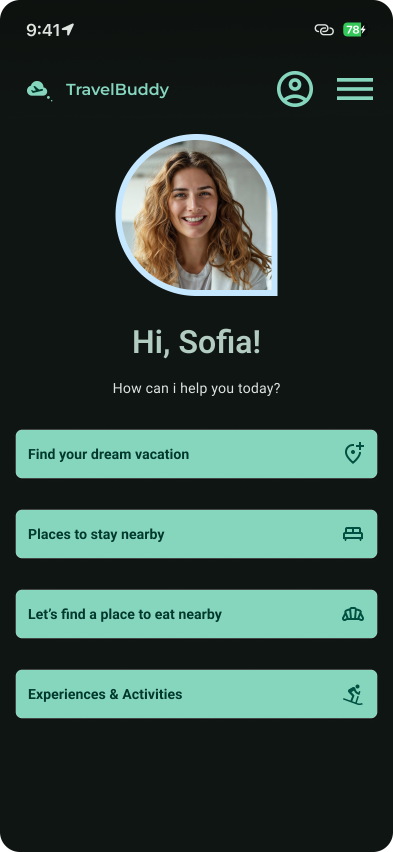 9:41
78
TravelBuddy
Hi, Sofia!
How can i help you today?
Find your dream vacation
Places to stay nearby
Let's find a place to eat nearby
Experiences & Activities